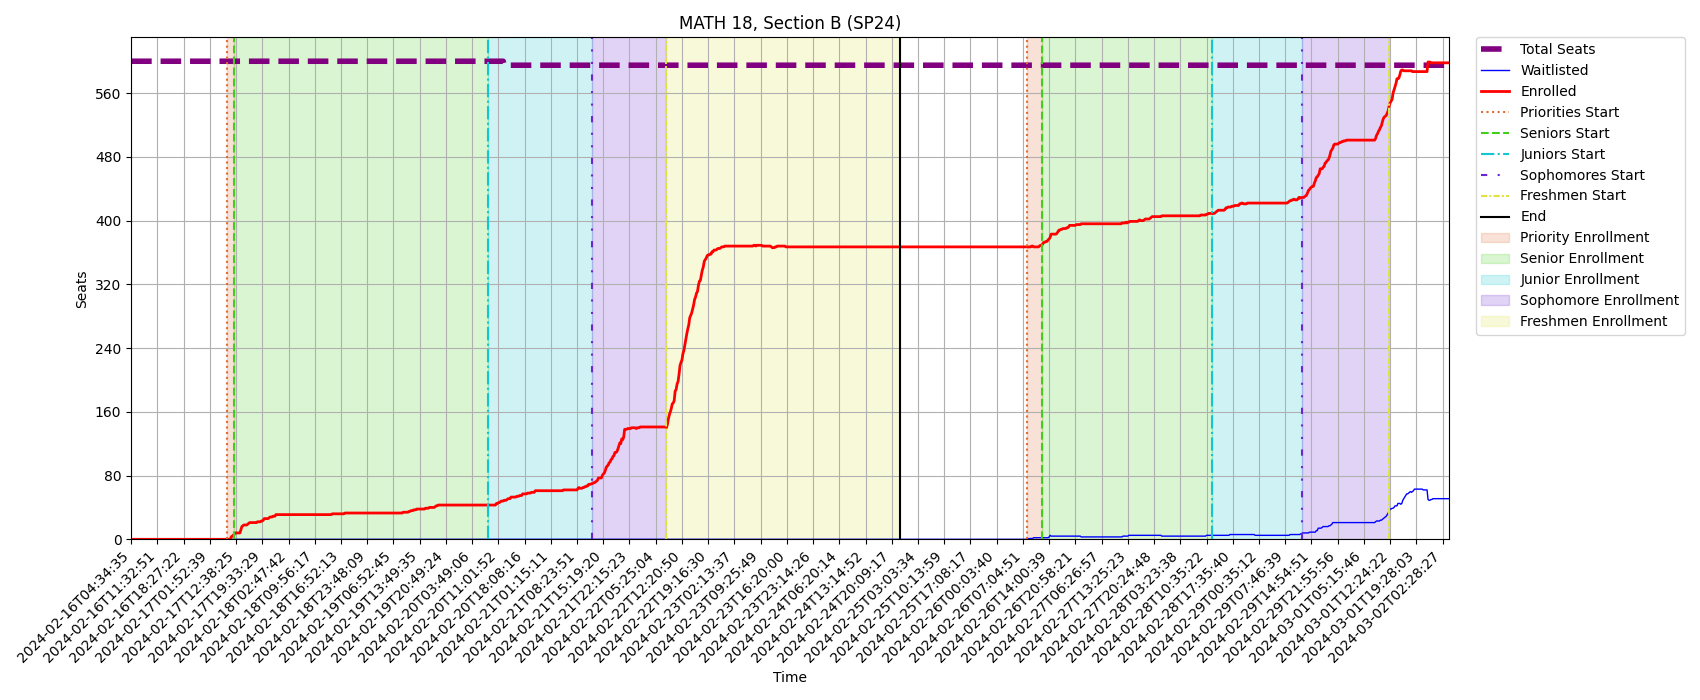 MATH 18, Section B (SP24)
Total Seats
Waitlisted
Enrolled
Priorities Start
Seniors Start
Juniors Start
Sophomores Start
Freshmen Start
End
Priority Enrollment
Senior Enrollment
Junior Enrollment
Sophomore Enrollment
Freshmen Enrollment
Seats
560
480
400
320
240
160
80
0
2024-02-16T04:34:35
2024-02-16T11:32:51
2024-02-16T18:27:22
2024-02-17T01:52:39
2024-02-17T12:38:25
2024-02-17T19:33:29
2024-02-18T02:47:42
2024-02-18T09:56:17
2024-02-18T16:52:13
2024-02-18T23:48:09
2024-02-19T06:52:45
2024-02-19T13:49:35
2024-02-19T20:49:24
2024-02-20T03:49:06
2024-02-20T11:01:52
2024-02-20T18:08:16
2024-02-21T01:15:11
2024-02-21T08:23:51
2024-02-21T15:19:20
2024-02-21T22:15:23
2024-02-22T05:25:04
2024-02-22T12:20:50
2024-02-22T19:16:30
2024-02-23T02:13:37
2024-02-23T09:25:49
2024-02-23T16:20:00
2024-02-23T23:14:26
2024-02-24T06:20:14
2024-02-24T13:14:52
2024-02-24T20:09:17
2024-02-25T03:03:34
2024-02-25T10:13:59
2024-02-25T17:08:17
2024-02-26T00:03:40
2024-02-26T07:04:51
2024-02-26T14:00:39
2024-02-26T20:58:21
2024-02-27T06:26:57
2024-02-27T13:25:23
2024-02-27T20:24:48
2024-02-28T03:23:38
2024-02-28T10:35:22
2024-02-28T17:35:40
2024-02-29T00:35:12
2024-02-29T07:46:39
2024-02-29T14:54:51
2024-02-29T21:55:56
2024-03-01T05:15:46
2024-03-01T12:24:22
2024-03-01T19:28:03
2024-03-02T02:28:27
Time